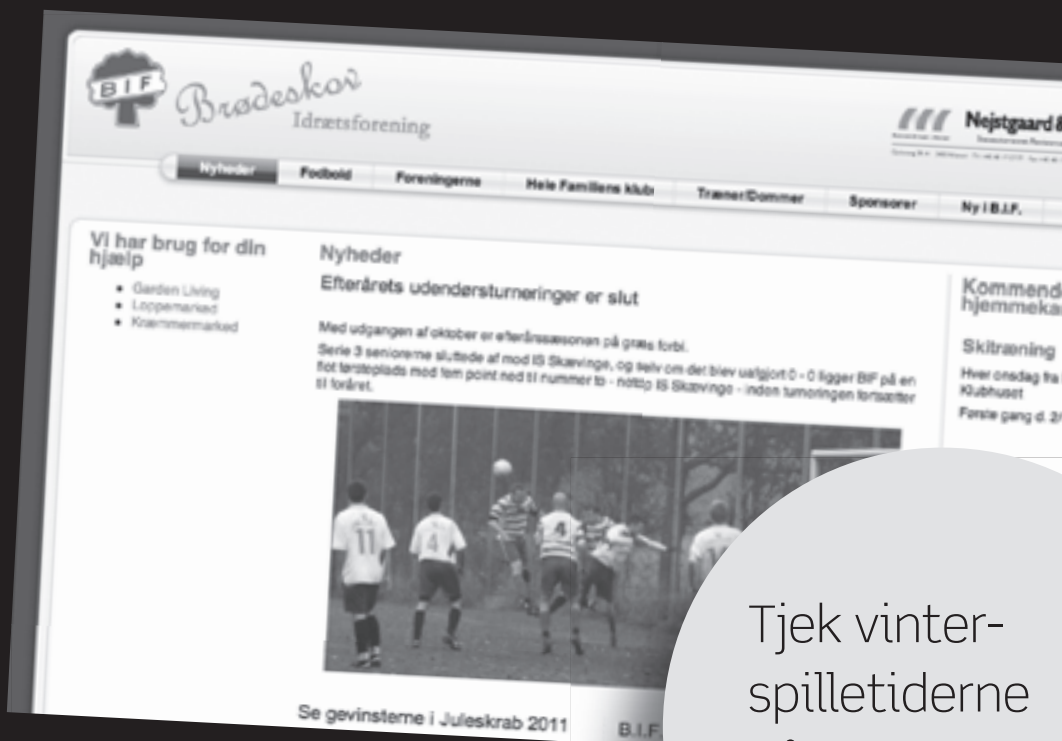 BIF
Brødeskov
Idrætsforening
Nejstgaard &
Nyheder
Fodbold
Foreningerne
Hele Familiens klub
Træner/Dommer
Sponsorer
Ny i B.I.F.
Vi har brug for din
hjælp
Garden Living
Loppemarked
Kræmmermarked
Nyheder
Efterårets udendørsturneringer er slut
Med udgangen af oktober er efterårssæsonen på græs forbi.
Serie 3 seniorerne sluttede af mod IS Skævinge, og selv om det blev uafgjort 0 - 0 ligger BIF på en
flot førsteplads med fem point ned til nummer to - netop IS Skævinge - inden turneringen fortsætter
til foråret.
Kommende
hjemmeka
Skitræning
Hver onsdag fra
Klubhuset
Første gang d. 2/
11
4
4
Se gevinsterne i Juleskrab 2011
B.I.F.
Tjek vinter-
spilletiderne